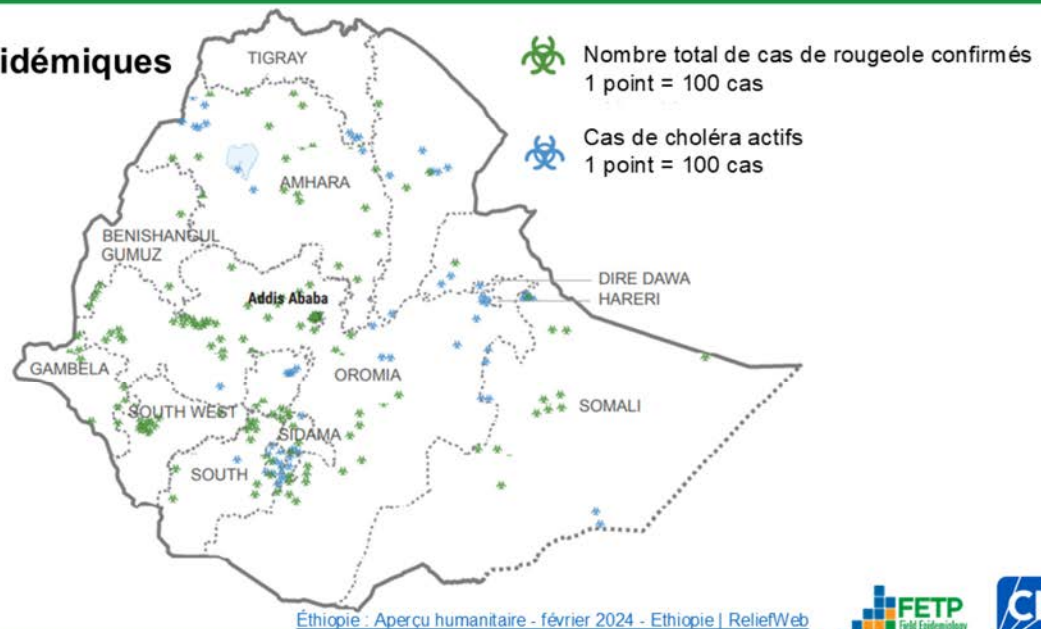 idémiques
Nombre total de cas de rougeole confirmés
1 point = 100 cas
Cas de choléra actifs
1 point = 100 cas
TIGRAY
AMHARA
BENISHANGUL
GUMUZ
DIRE DAWA
HARERI
Addis Ababa
GAMBELA
OROMIA
SOUTH WEST
SOMALI
SIDAMA
SOUTH
Éthiopie : Aperçu humanitaire - février 2024 - Ethiopie | ReliefWeb
FETP
Field Epidemiology